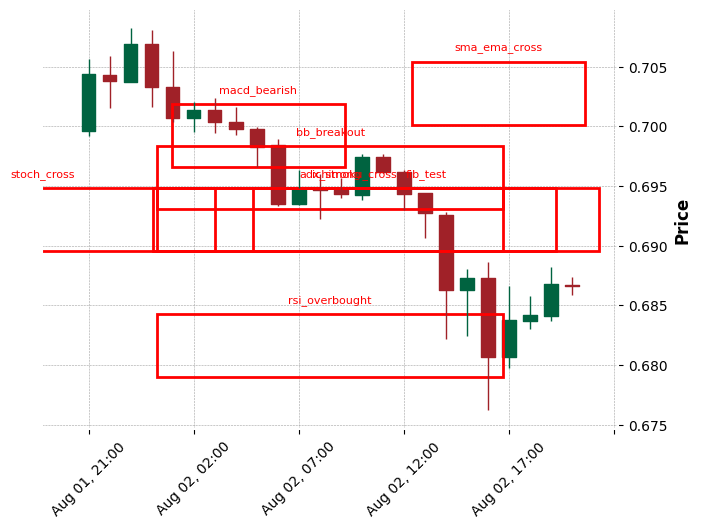 sma_ema_cross
0.705
macd_bearish
0.700
bb_breakout
stoch_cross
fib_test
0.695
Price
0.690
rsi_overbought
0.685
0.680
0.675
Aug 01, 21:00
Aug 02, 02:00
Aug 02, 07:00
Aug 02, 12:00
Aug 02, 17:00